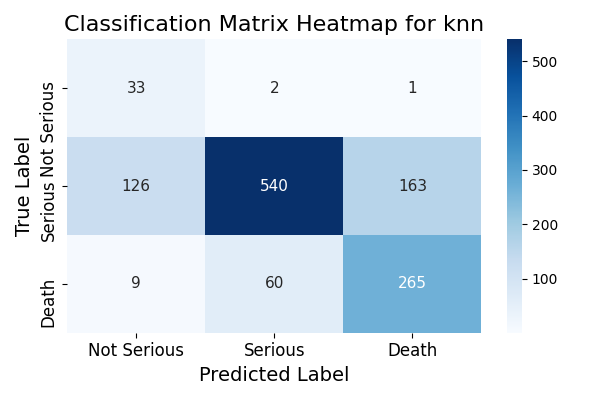 Classification Matrix Heatmap for knn
True Label
Not Serious
33 2 1
Serious
126 540 163
Death
9 60 265
Not Serious Serious Death
Predicted Label
500
400
300
200
100